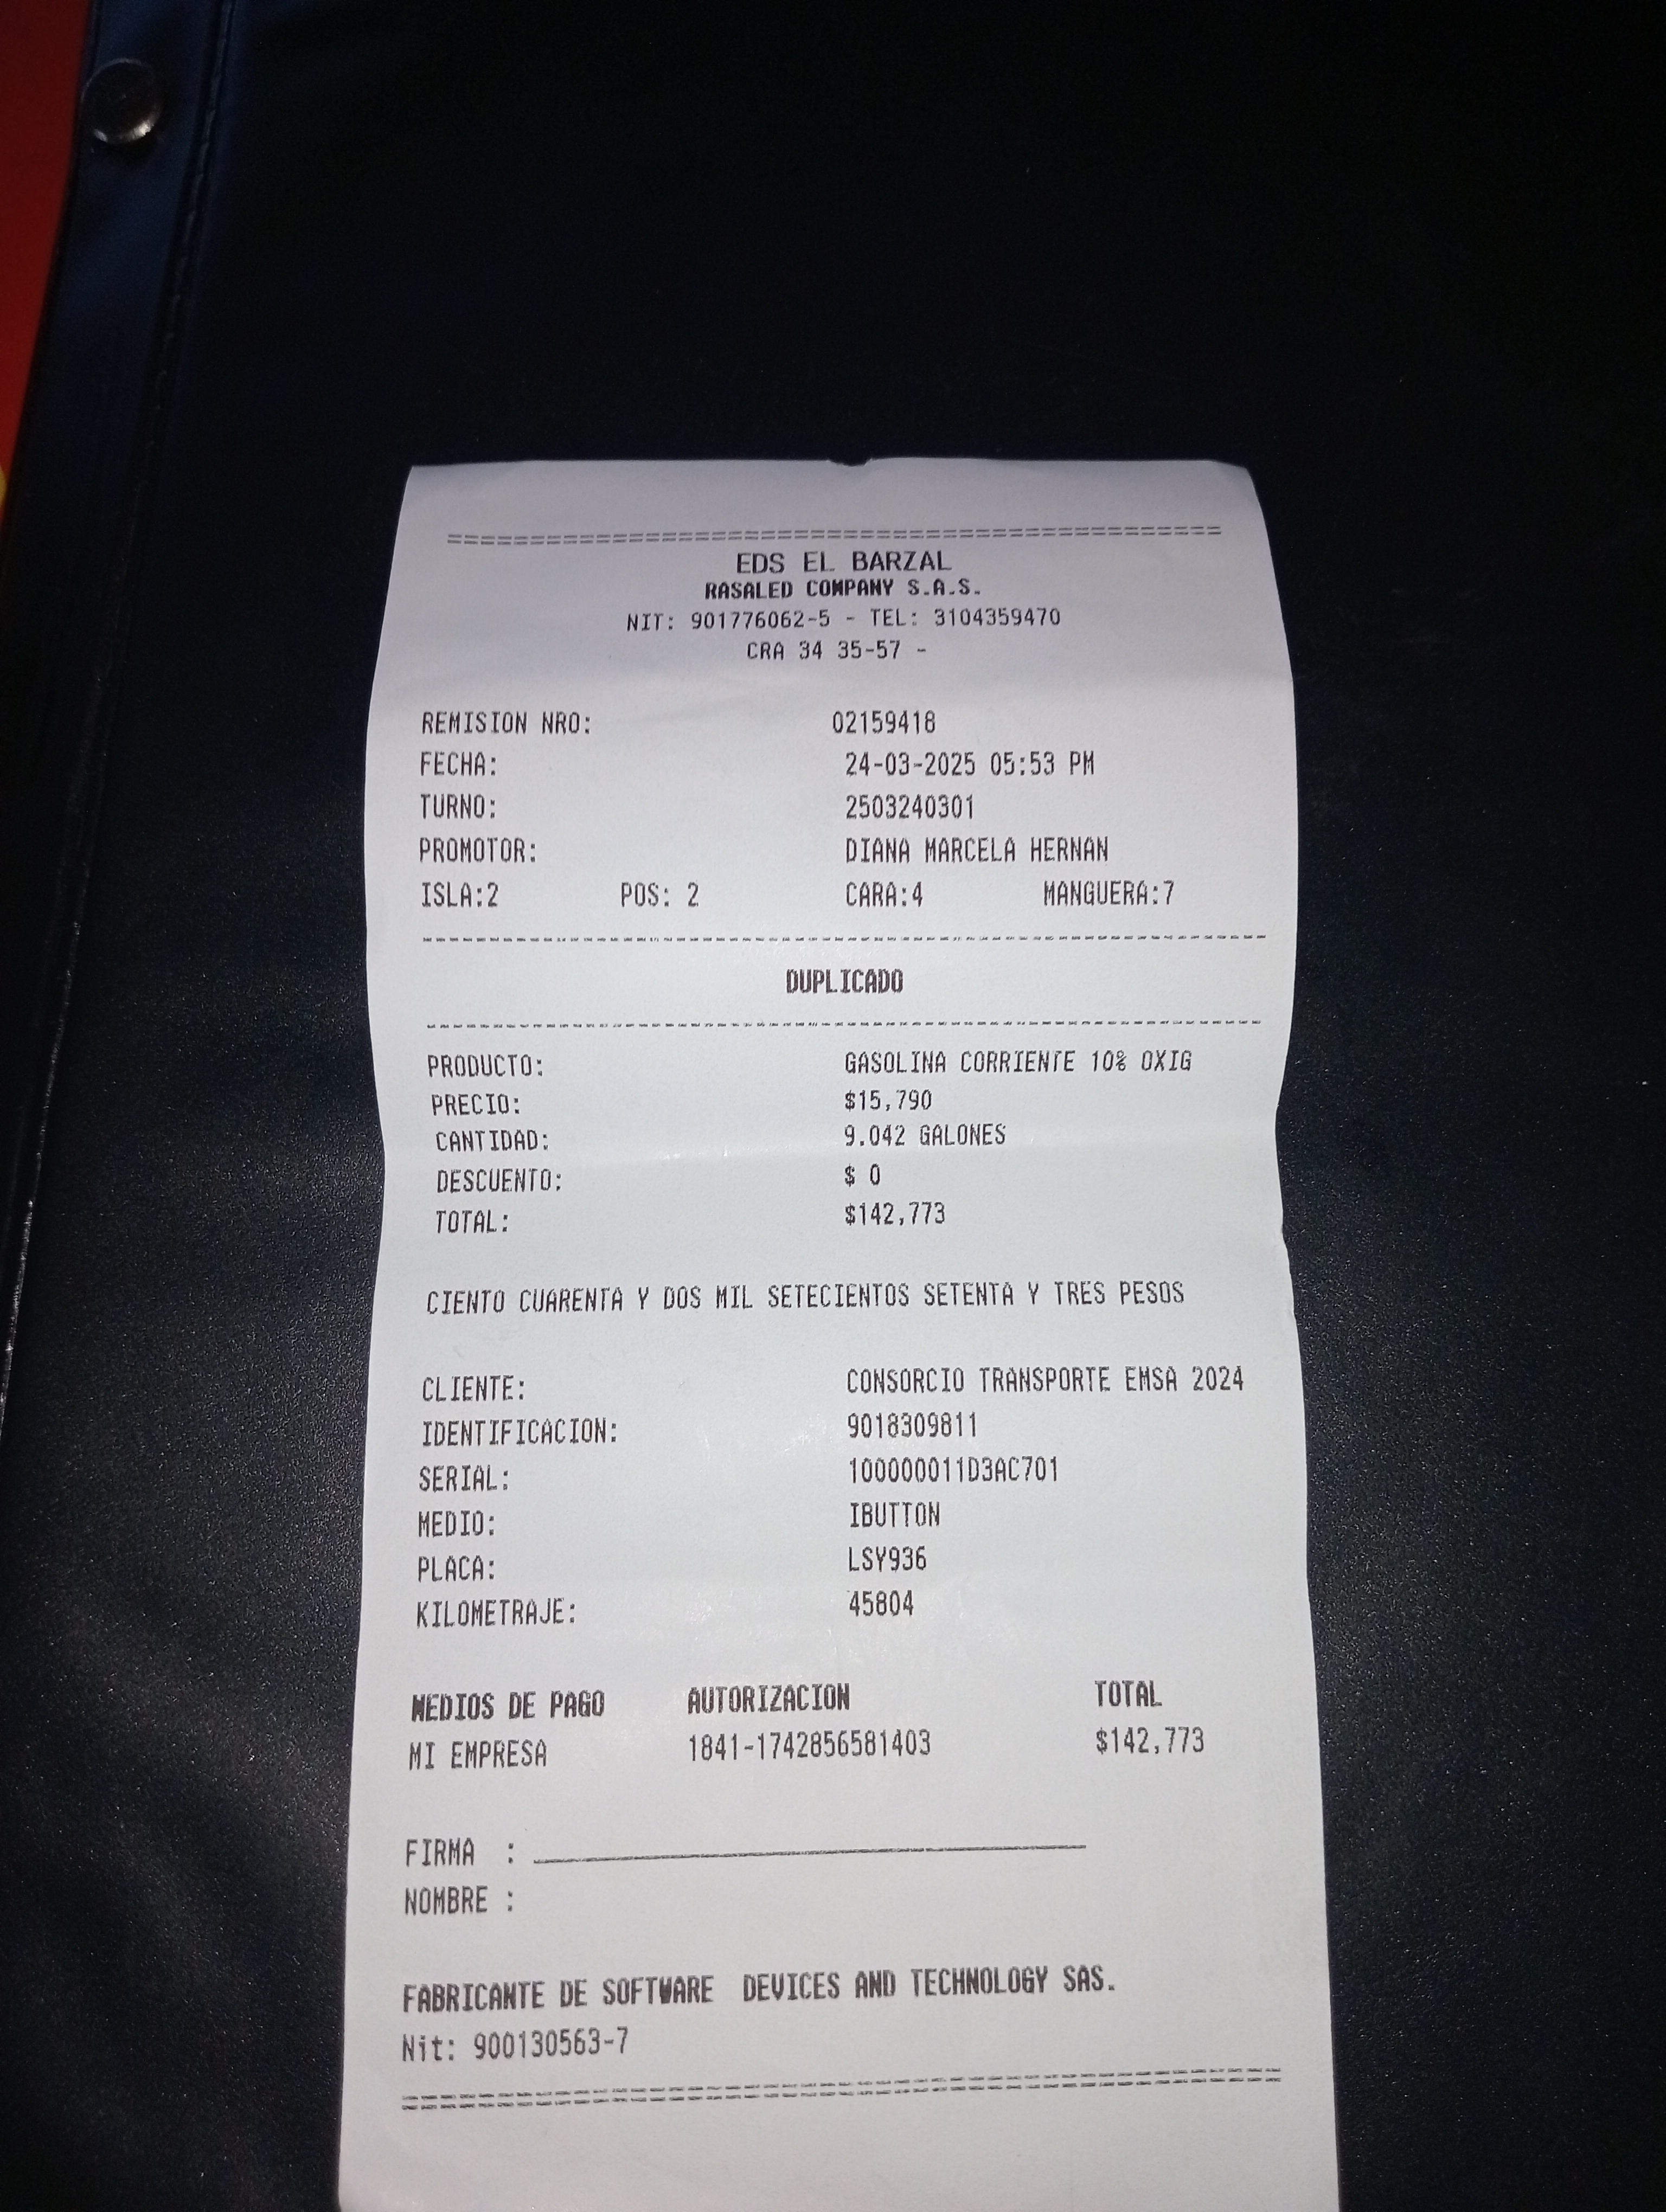 EDS EL BARZAL
RASALED COMPANY S.A.S.
NIT: 901776062-5 - TEL: 3104359470
CRA 34 35-57 -
REMISION NRO: 02159418
FECHA: 24-03-2025 05:53 PM
TURNO: 2503240301
PROMOTOR: DIANA MARCELA HERNAN
ISLA:2 POS: 2 CARA:4 MANGUERA:7
DUPLICADO
PRODUCTO: GASOLINA CORRIENTE 10% OXIG
PRECIO: $15,790
CANTIDAD: 9.042 GALONES
DESCUENTO: $ 0
TOTAL: $142,773
CIENTO CUARENTA Y DOS MIL SETECIENTOS SETENTA Y TRES PESOS
CLIENTE: CONSORCIO TRANSPORTE EMSA 2024
IDENTIFICACION: 9018309811
SERIAL: 100000011D3AC701
MEDIO: IBUTTON
PLACA: LSY936
KILOMETRAJE: 45804
MEDIOS DE PAGO AUTORIZACION TOTAL
MI EMPRESA 1841-1742856581403 $142,773
FIRMA :
NOMBRE :
FABRICANTE DE SOFTWARE DEVICES AND TECHNOLOGY SAS.
Nit: 900130563-7